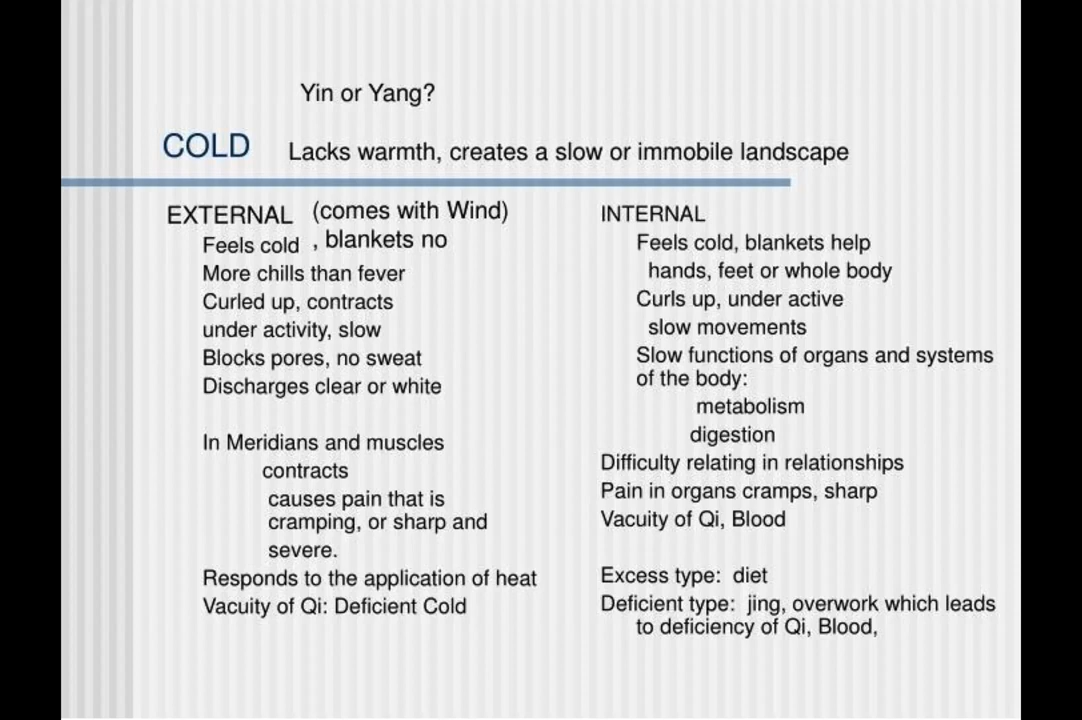 Yin or Yang?
COLD Lacks warmth, creates a slow or immobile landscape
EXTERNAL (comes with Wind)
Feels cold , blankets no
More chills than fever
Curled up, contracts
under activity, slow
Blocks pores, no sweat
Discharges clear or white
In Meridians and muscles
contracts
causes pain that is
cramping, or sharp and
severe.
Responds to the application of heat
Vacuity of Qi: Deficient Cold
INTERNAL
Feels cold, blankets help
hands, feet or whole body
Curls up, under active
slow movements
Slow functions of organs and systems
of the body:
metabolism
digestion
Difficulty relating in relationships
Pain in organs cramps, sharp
Vacuity of Qi, Blood
Excess type: diet
Deficient type: jing, overwork which leads
to deficiency of Qi, Blood,